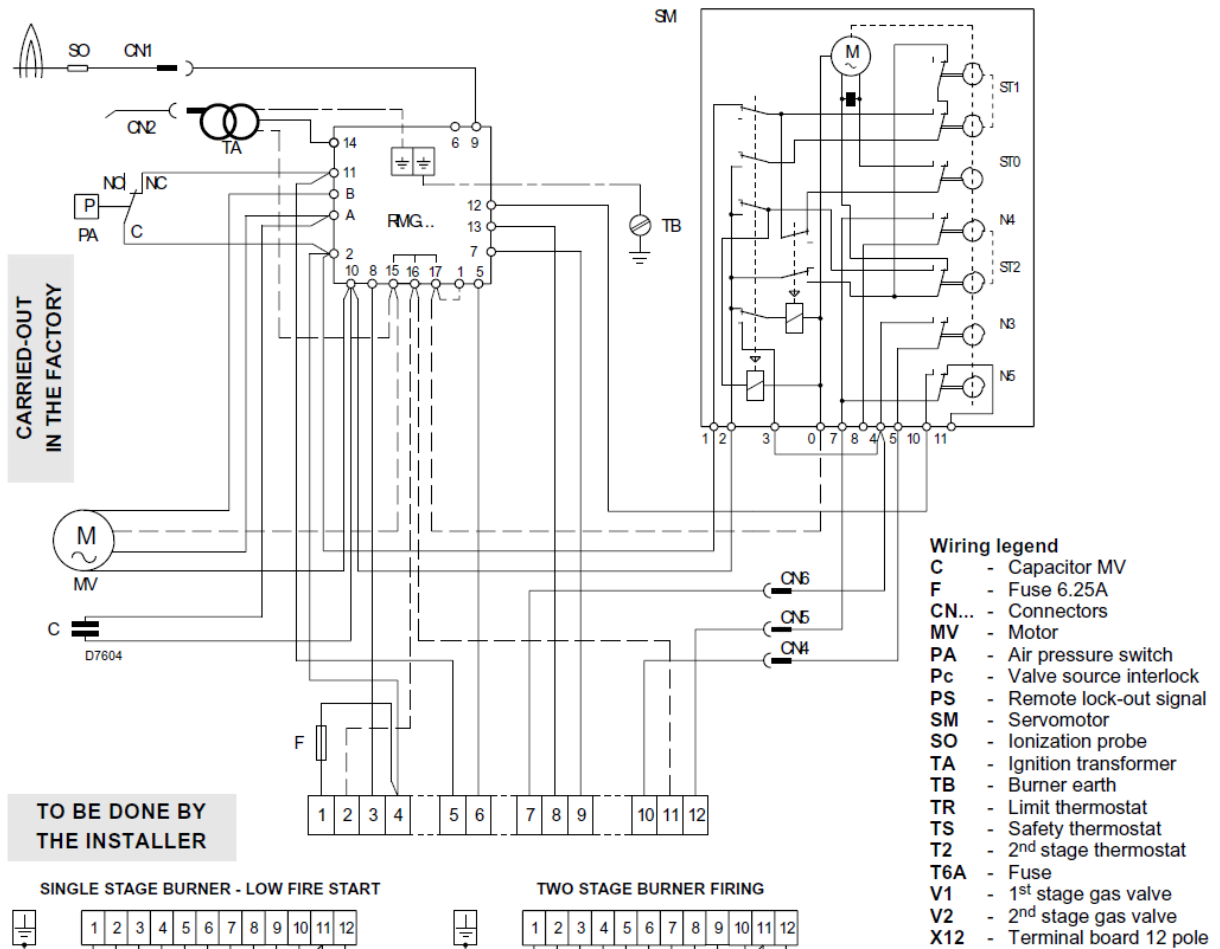 SM
SO CN1
CN2
TA
M
ST1
ST0
N4
ST2
N3
N5
6 9
14
11
B
A
2
12
13
7
RMG...
10 8 15 16 17 1 5
NO NC
P
PA
C
TB
CARRIED-OUT
IN THE FACTORY
1 2 3 0 7 8 4 5 10 11
M
MV
C
D7604
CN6
CN5
CN4
F
1 2 3 4 5 6 7 8 9 10 11 12
TO BE DONE BY
THE INSTALLER
Wiring legend
C - Capacitor MV
F - Fuse 6.25A
CN... - Connectors
MV - Motor
PA - Air pressure switch
Pc - Valve source interlock
PS - Remote lock-out signal
SM - Servomotor
SO - Ionization probe
TA - Ignition transformer
TB - Burner earth
TR - Limit thermostat
TS - Safety thermostat
T2 - 2nd stage thermostat
T6A - Fuse
V1 - 1st stage gas valve
V2 - 2nd stage gas valve
X12 - Terminal board 12 pole
SINGLE STAGE BURNER - LOW FIRE START
1 2 3 4 5 6 7 8 9 10 11 12
TWO STAGE BURNER FIRING
1 2 3 4 5 6 7 8 9 10 11 12